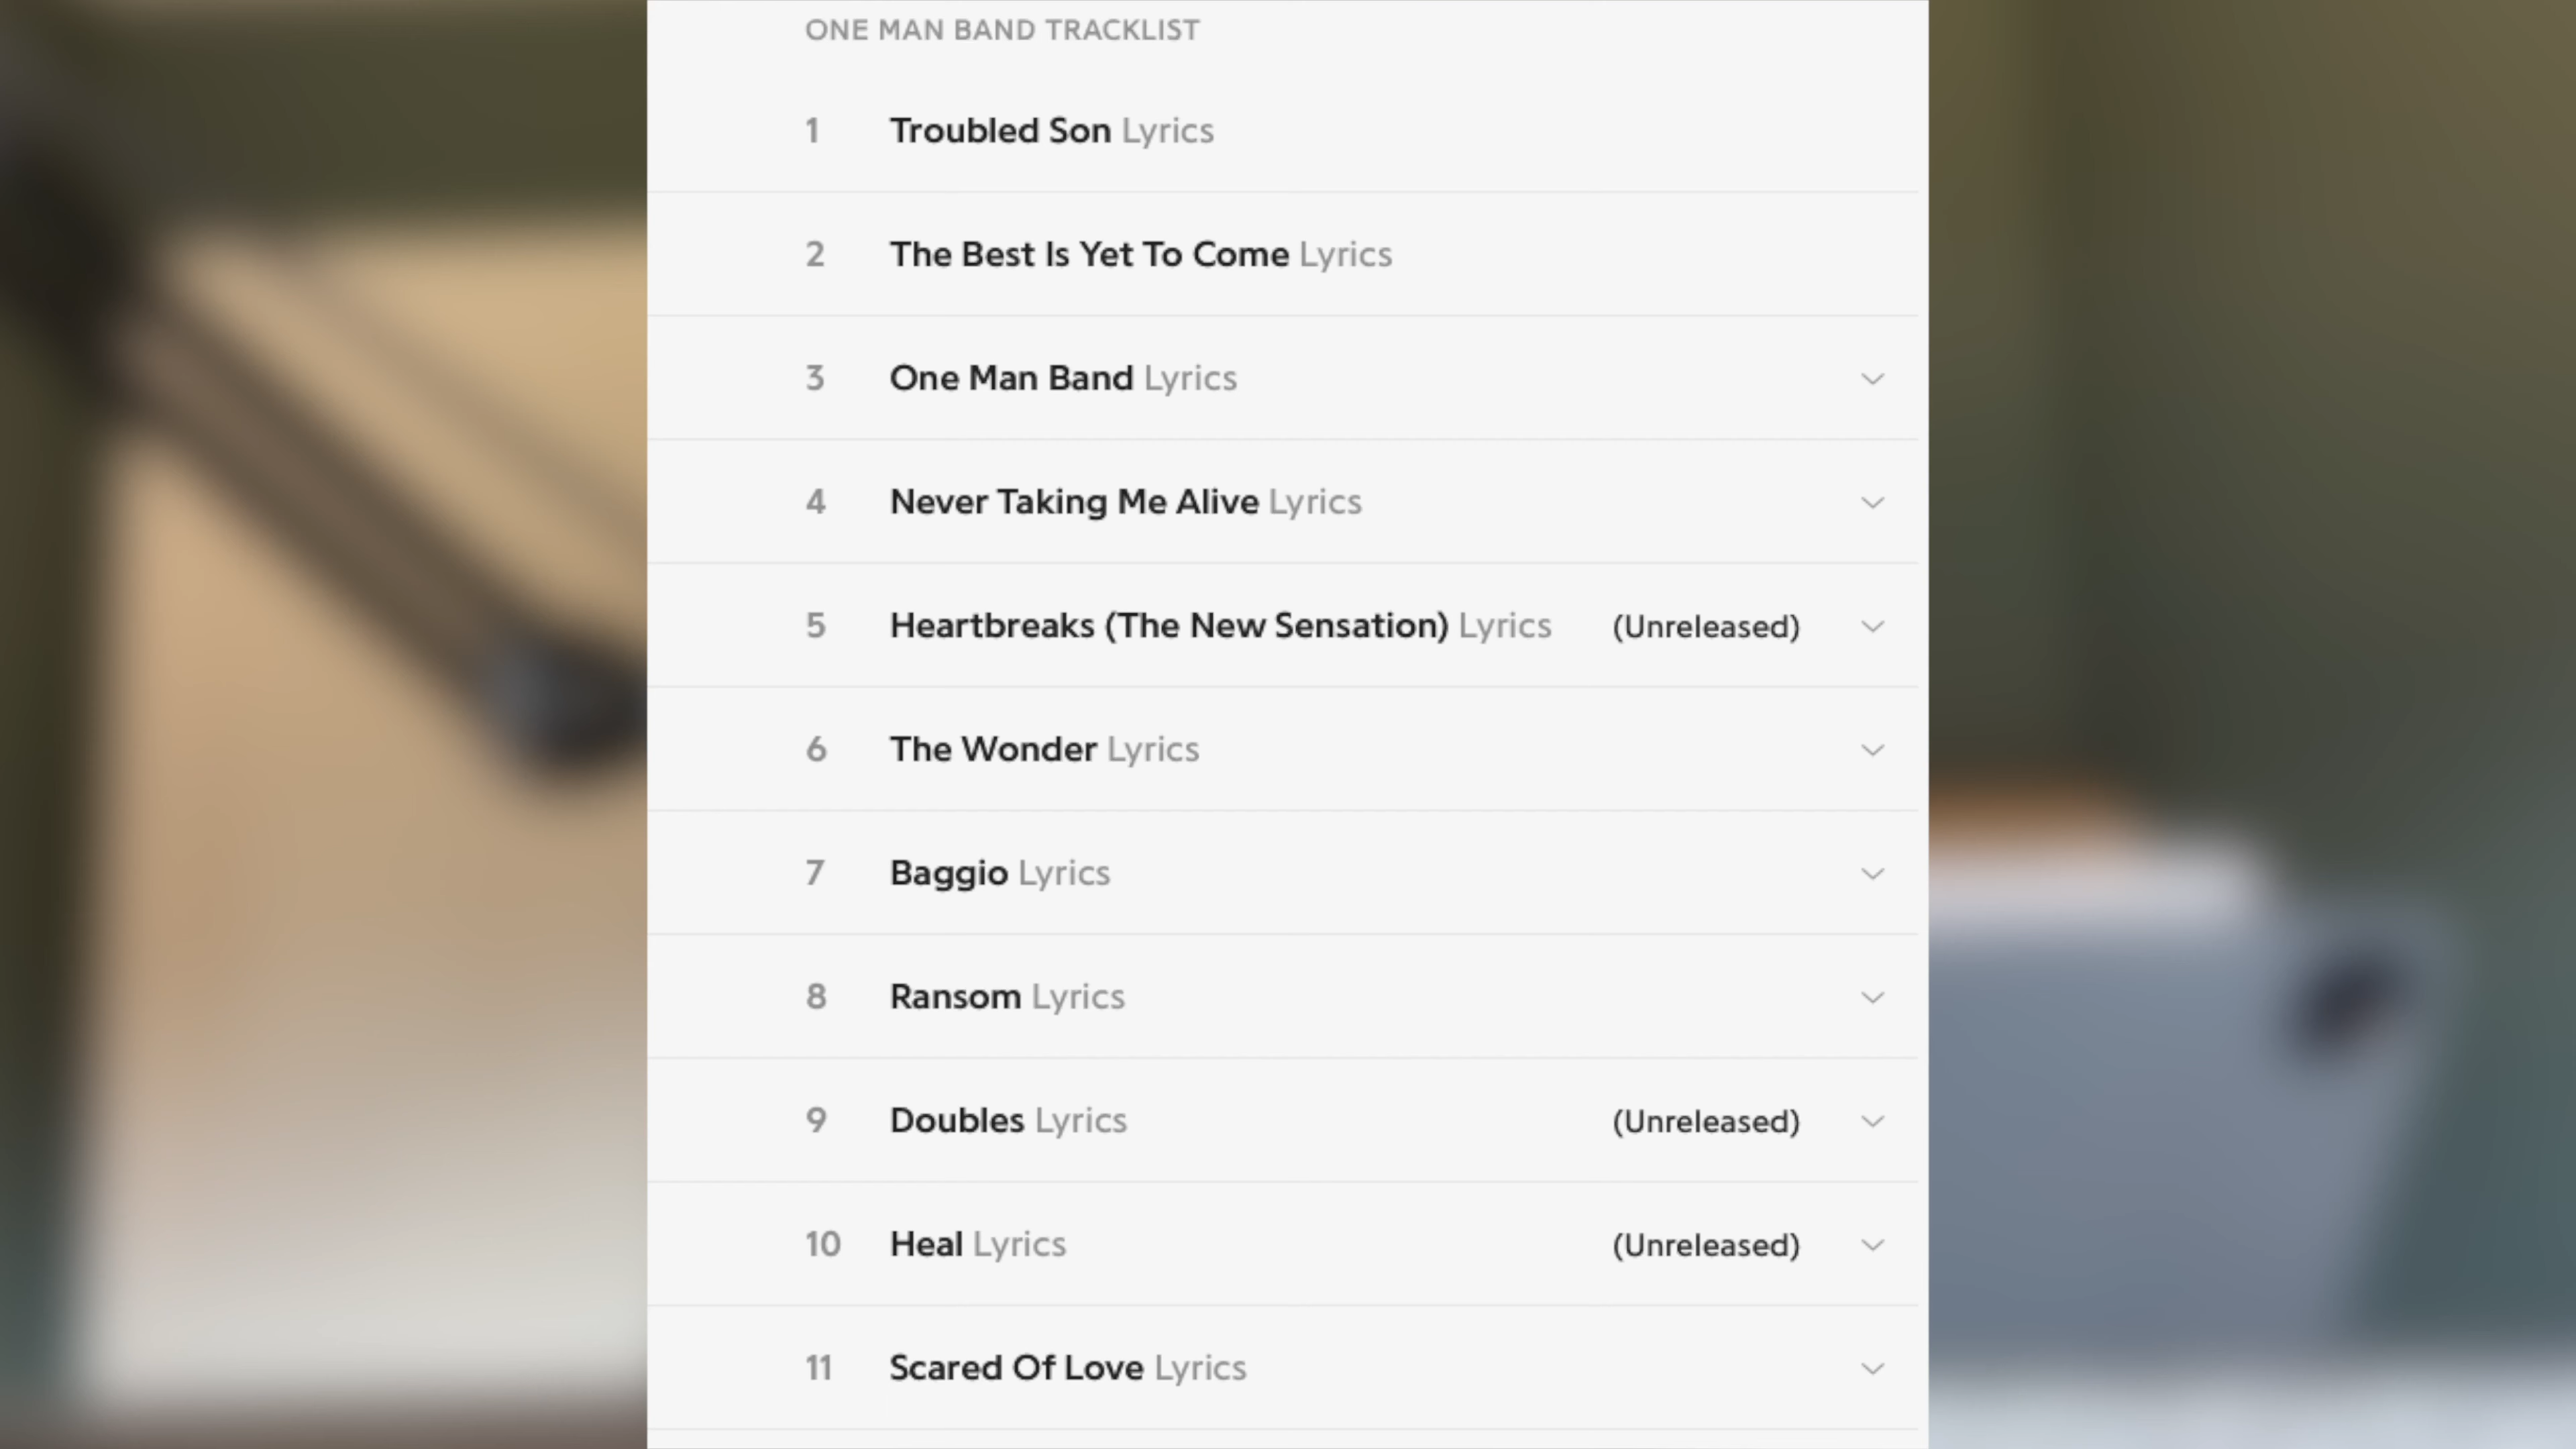 ONE MAN BAND TRACKLIST
1 Troubled Son Lyrics
2 The Best Is Yet To Come Lyrics
3 One Man Band Lyrics
4 Never Taking Me Alive Lyrics
5 Heartbreaks (The New Sensation) Lyrics (Unreleased)
6 The Wonder Lyrics
7 Baggio Lyrics
8 Ransom Lyrics
9 Doubles Lyrics (Unreleased)
10 Heal Lyrics (Unreleased)
11 Scared Of Love Lyrics